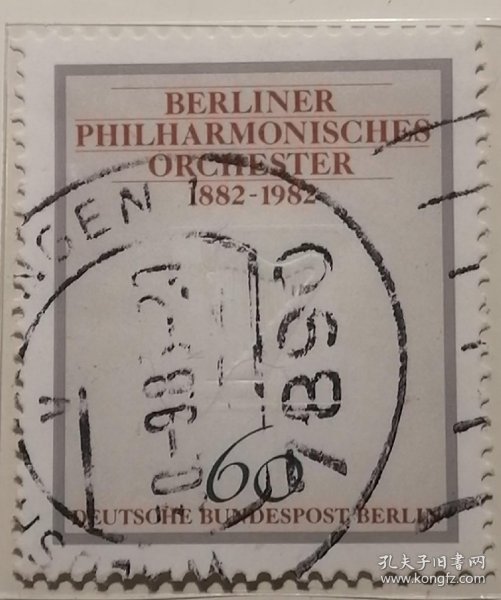 BERLINER
PHILHARMONISCHES
ORCHESTER
1882-1982
60
DEUTSCHE BUNDESPOST BERLIN
孔夫子旧书网
www.kongfz.com